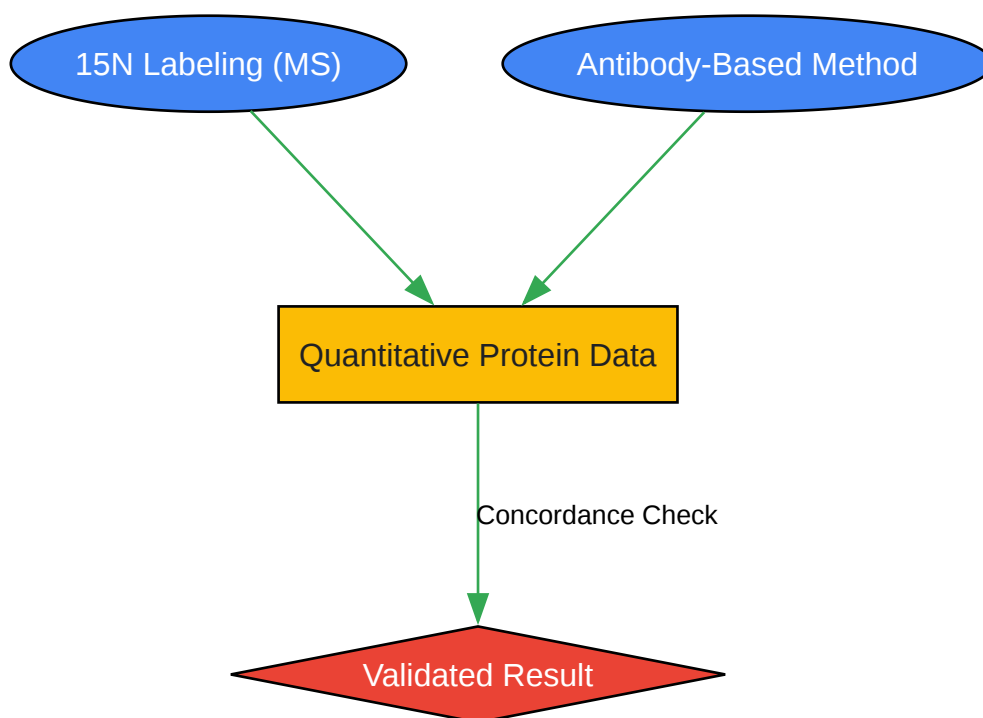 15N Labeling (MS)
Antibody-Based Method
Quantitative Protein Data
Concordance Check
Validated Result